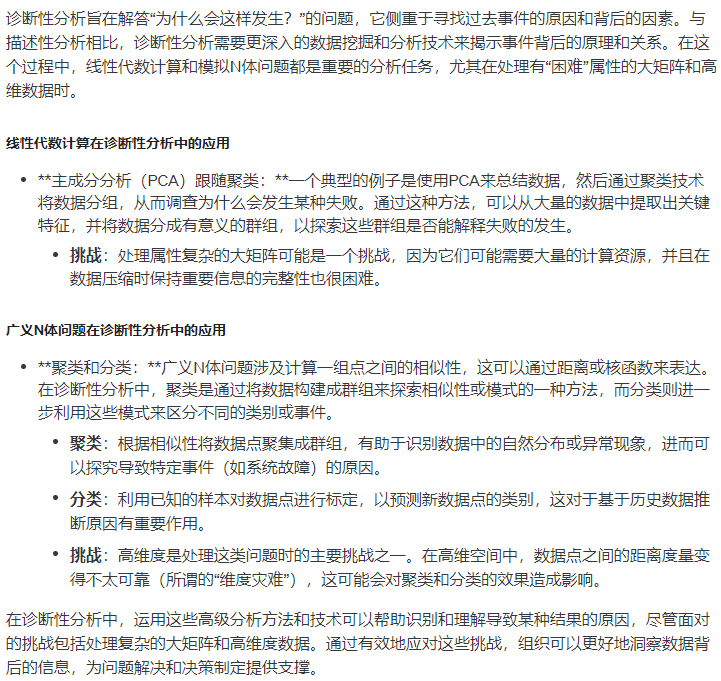 诊断性分析旨在解答“为什么会这样发生？”的问题，它侧重于寻找过去事件的原因和背后的因素。与
描述性分析相比，诊断性分析需要更深入的数据挖掘和分析技术来揭示事件背后的原理和关系。在这
个过程中，线性代数计算和模拟N体问题都是重要的分析任务，尤其在处理有“困难”属性的大矩阵和高
维数据时。
线性代数计算在诊断性分析中的应用
• **主成分分析（PCA）跟随聚类：**一个典型的例子是使用PCA来总结数据，然后通过聚类技术
将数据分组，从而调查为什么会发生某种失败。通过这种方法，可以从大量的数据中提取出关键
特征，并将数据分成有意义的群组，以探索这些群组是否能解释失败的发生。
• 挑战：处理属性复杂的大矩阵可能是一个挑战，因为它们可能需要大量的计算资源，并且在
数据压缩时保持重要信息的完整性也很困难。
广义N体问题在诊断性分析中的应用
• **聚类和分类：**广义N体问题涉及计算一组点之间的相似性，这可以通过距离或核函数来表达。
在诊断性分析中，聚类是通过将数据构建成群组来探索相似性或模式的一种方法，而分类则进一
步利用这些模式来区分不同的类别或事件。
• 聚类：根据相似性将数据点聚集成群组，有助于识别数据中的自然分布或异常现象，进而可
以探究导致特定事件（如系统故障）的原因。
• 分类：利用已知的样本对数据点进行标定，以预测新数据点的类别，这对于基于历史数据推
断原因有重要作用。
• 挑战：高维度是处理这类问题时的主要挑战之一。在高维空间中，数据点之间的距离度量变
得不太可靠（所谓的“维度灾难”），这可能会对聚类和分类的效果造成影响。
在诊断性分析中，运用这些高级分析方法和技术可以帮助识别和理解导致某种结果的原因，尽管面对
的挑战包括处理复杂的大矩阵和高维度数据。通过有效地应对这些挑战，组织可以更好地洞察数据背
后的信息，为问题解决和决策制定提供支撑。